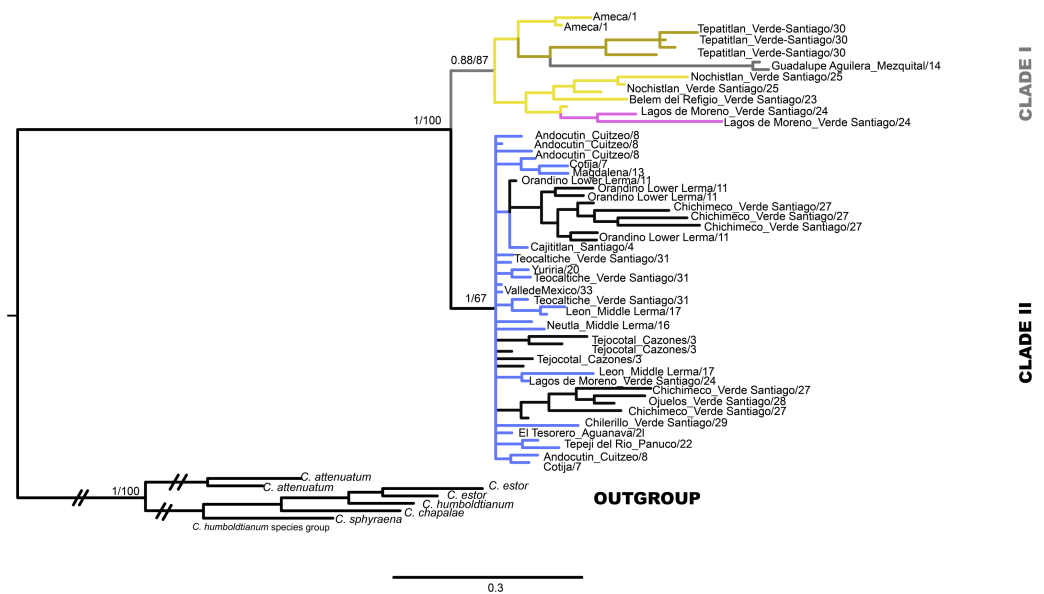 Ameca/1
Ameca/1
Tepatitlan_Verde-Santiago/30
Tepatitlan_Verde-Santiago/30
Tepatitlan_Verde-Santiago/30
0.88/87
Guadalupe Aguilera_Mezquital/14
Nochistlan_Verde Santiago/25
Nochistlan_Verde Santiago/25
Belem del Refigio_Verde Santiago/23
Lagos de Moreno_Verde Santiago/24
Lagos de Moreno_Verde Santiago/24
CLADE I
1/100
Andocutin_Cuitzeo/8
Andocutin_Cuitzeo/8
Andocutin_Cuitzeo/8
Cotija/7
Magdalena/13
Orandino Lower Lerma/11
Orandino Lower Lerma/11
Orandino Lower Lerma/11
Chichimeco_Verde Santiago/27
Chichimeco_Verde Santiago/27
Chichimeco_Verde Santiago/27
Orandino Lower Lerma/11
Cajititlan_Santiago/4
Teocaltiche_Verde Santiago/31
Yuriria/20
Teocaltiche_Verde Santiago/31
ValledeMexico/33
1/67
Teocaltiche_Verde Santiago/31
Leon_Middle Lerma/17
Neutla_Middle Lerma/16
Tejocotal_Cazones/3
Tejocotal_Cazones/3
Tejocotal_Cazones/3
Leon_Middle Lerma/17
Lagos de Moreno_Verde Santiago/24
Chichimeco_Verde Santiago/27
Ojuelos_Verde Santiago/28
Chichimeco_Verde Santiago/27
Chilerillo_Verde Santiago/29
El Tesorero_Aguanava/2I
Tepeji del Rio_Panuco/22
Andocutin_Cuitzeo/8
Cotija/7
CLADE II
C. attenuatum
C. attenuatum
1/100
C. estor
C. estor
C. humboldtianum
C. chapalae
C. sphyraena
C. humboldtianum species group
OUTGROUP
0.3